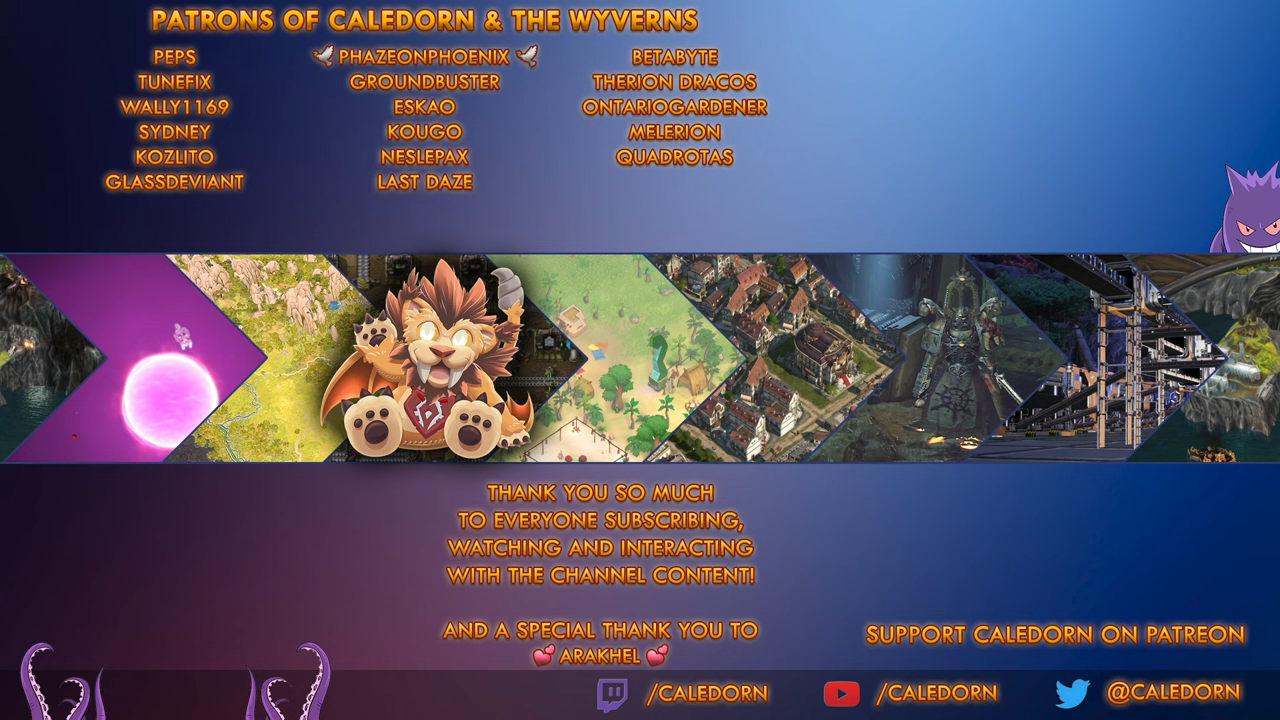 PATRONS OF CALEDORN & THE WYVERNS
PEPS
TUNEFIX
WALLY1169
SYDNEY
KOZLITO
GLASSDEVIANT
🕊 PHAZEONPHOENIX 🕊
GROUNDBUSTER
ESKAO
KOUGO
NESLEPAX
LAST DAZE
BETABYTE
THERION DRACOS
ONTARIOGARDENER
MELERION
QUADROTAS
THANK YOU SO MUCH
TO EVERYONE SUBSCRIBING,
WATCHING AND INTERACTING
WITH THE CHANNEL CONTENT!
AND A SPECIAL THANK YOU TO
💕 ARAKHEL 💕
SUPPORT CALEDORN ON PATREON
/CALEDORN
/CALEDORN
@CALEDORN